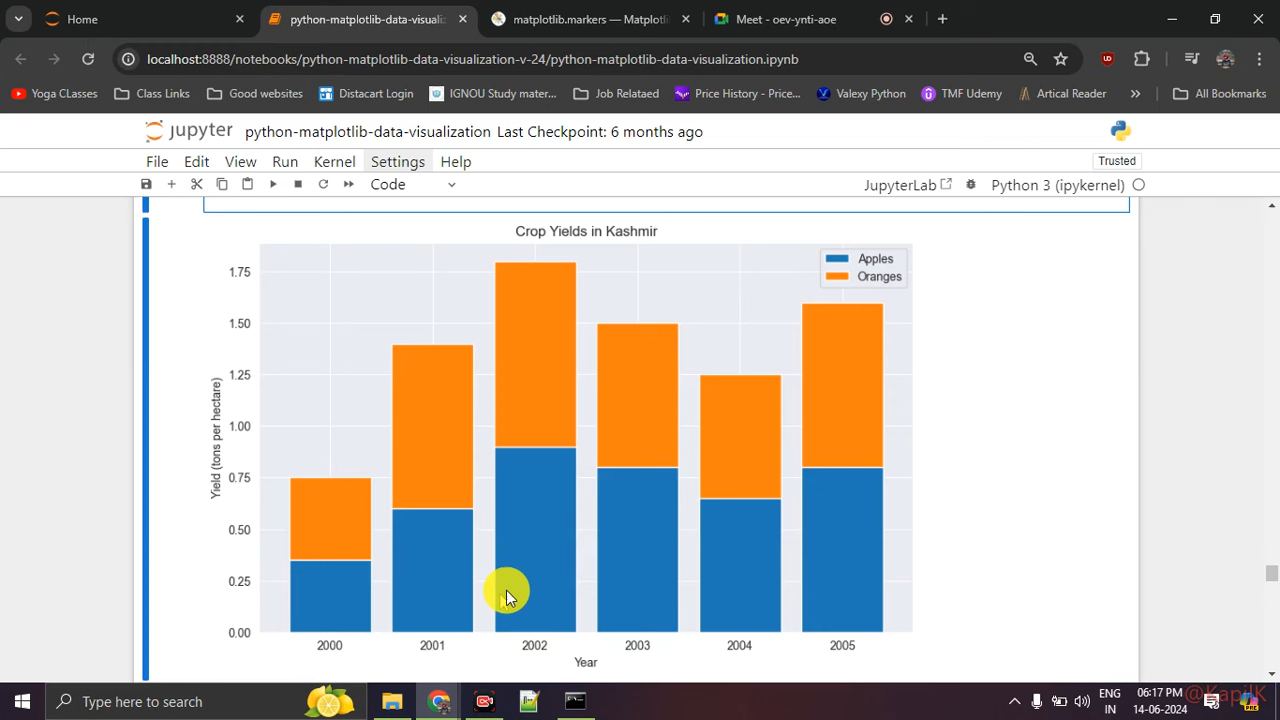 Home
python-matplotlib-data-visuali
matplotlib.markers — Matplotl
Meet - oev-ynti-aoe
localhost:8888/notebooks/python-matplotlib-data-visualization-v-24/python-matplotlib-data-visualization.ipynb
Yoga CLasses
Class Links
Good websites
Distacart Login
IGNOU Study mater...
Job Relataed
Price History - Price...
Valexy Python
TMF Udemy
Artical Reader
All Bookmarks
jupyter
python-matplotlib-data-visualization Last Checkpoint: 6 months ago
File Edit View Run Kernel Settings Help
Trusted
Code
JupyterLab
Python 3 (ipykernel)
Crop Yields in Kashmir
Apples
Oranges
1.75
1.50
1.25
1.00
0.75
0.50
0.25
0.00
Yield (tons per hectare)
2000 2001 2002 2003 2004 2005
Year
Type here to search
ENG
IN
06:17 PM
14-06-2024
@KapilK
PRE